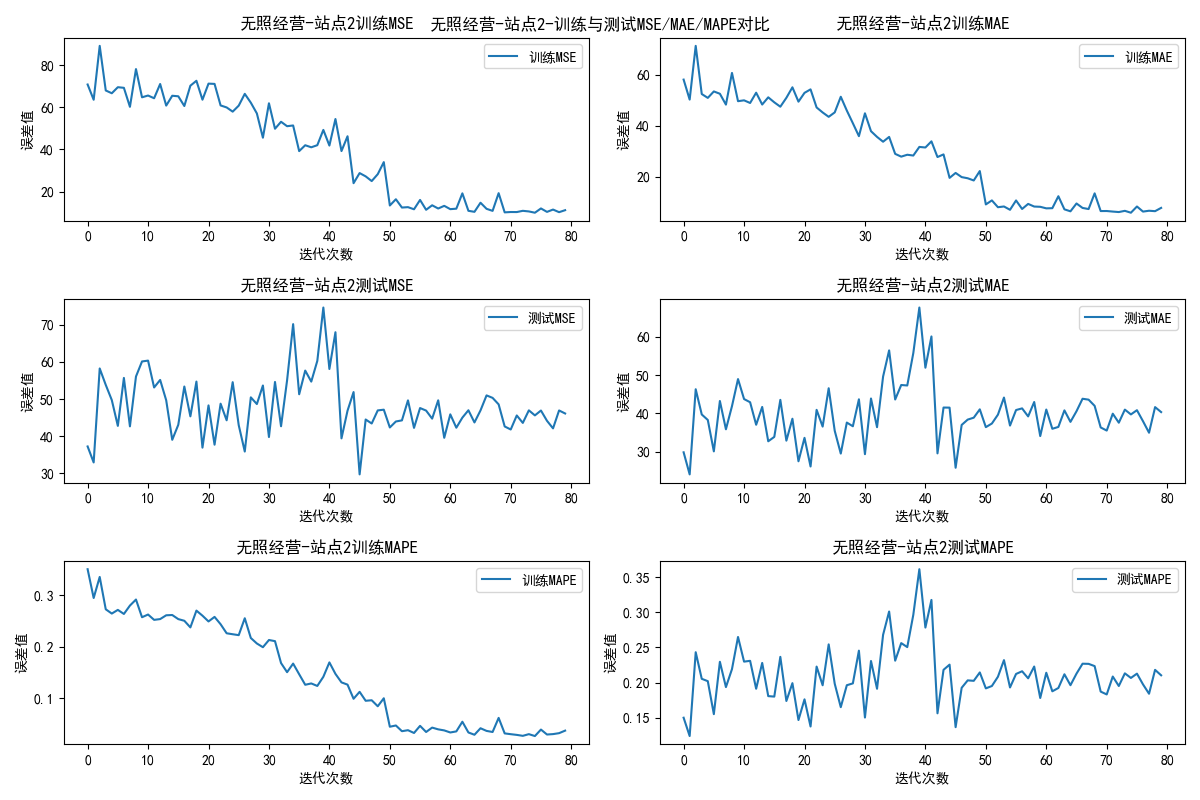 无照经营-站点2-训练与测试MSE/MAE/MAPE对比
无照经营-站点2训练MSE
训练MSE
误差值
80
60
40
20
0 10 20 30 40 50 60 70 80
迭代次数
无照经营-站点2训练MAE
训练MAE
误差值
60
40
20
0 10 20 30 40 50 60 70 80
迭代次数
无照经营-站点2测试MSE
测试MSE
误差值
70
60
50
40
30
0 10 20 30 40 50 60 70 80
迭代次数
无照经营-站点2测试MAE
测试MAE
误差值
60
50
40
30
0 10 20 30 40 50 60 70 80
迭代次数
无照经营-站点2训练MAPE
训练MAPE
误差值
0.3
0.2
0.1
0 10 20 30 40 50 60 70 80
迭代次数
无照经营-站点2测试MAPE
测试MAPE
误差值
0.35
0.30
0.25
0.20
0.15
0 10 20 30 40 50 60 70 80
迭代次数